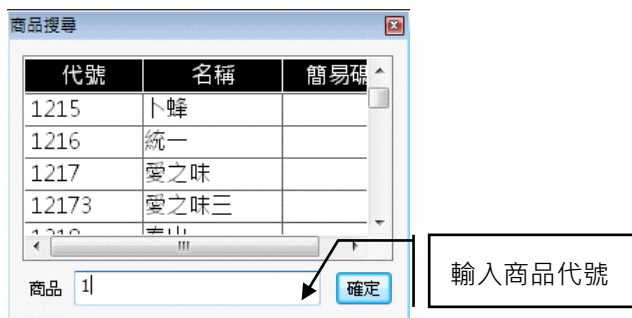 商品搜尋
代號 名稱 簡易碼
1215 卜蜂
1216 統一
1217 愛之味
12173 愛之味三
商品 1 確定
輸入商品代號